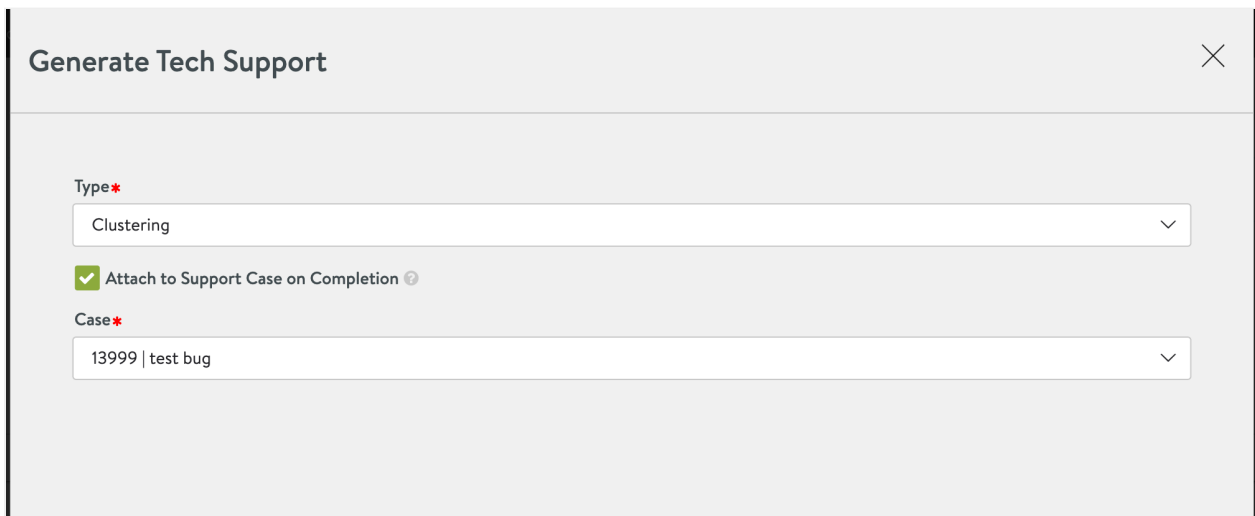 Generate Tech Support
Type*
Clustering
Attach to Support Case on Completion ?
Case*
13999 | test bug